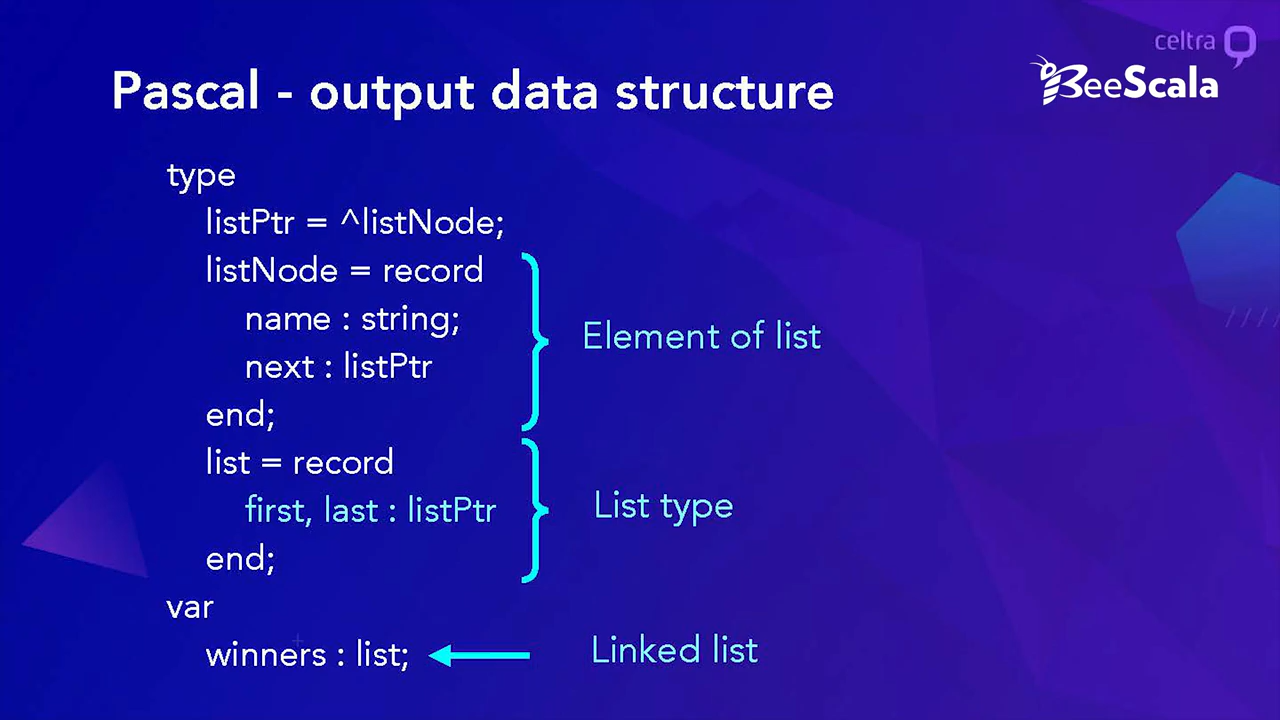 celtra
BeeScala
Pascal - output data structure
type
listPtr = ^listNode;
listNode = record
name : string;
next : listPtr
end;
Element of list
list = record
first, last : listPtr
end;
List type
var
winners : list;
Linked list